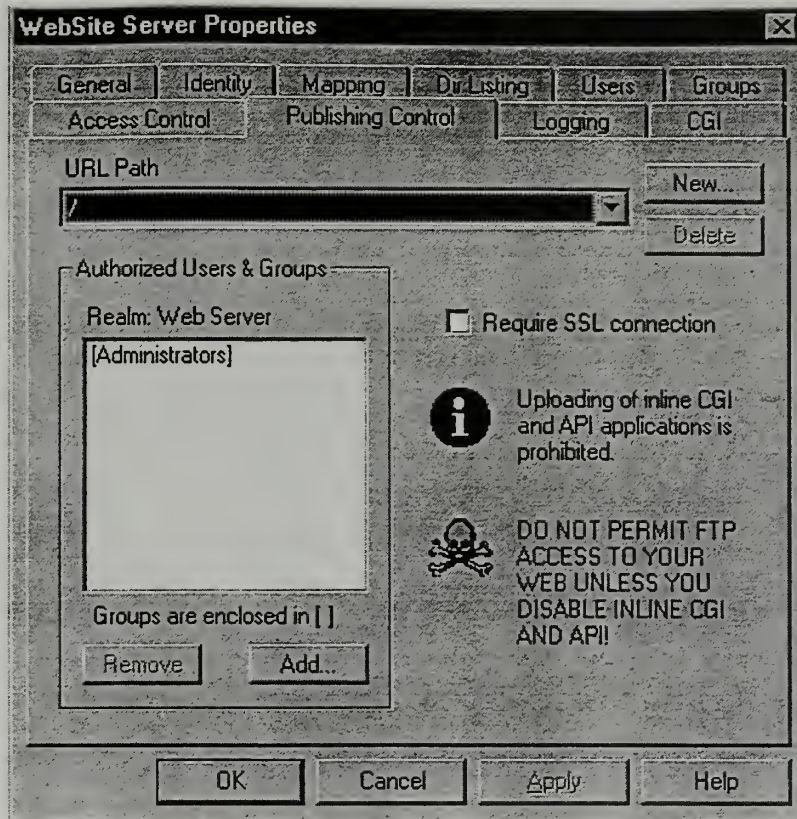 WebSite Server Properties
General Identity Mapping Dir Listing Users Groups
Access Control Publishing Control Logging CGI
URL Path
New...
/
Delete
Authorized Users & Groups
Realm: Web Server
Require SSL connection
[Administrators]
Uploading of inline CGI
and API applications is
prohibited.
DO NOT PERMIT FTP
ACCESS TO YOUR
WEB UNLESS YOU
DISABLE INLINE CGI
AND API!
Groups are enclosed in [ ]
Remove Add...
OK Cancel Apply Help